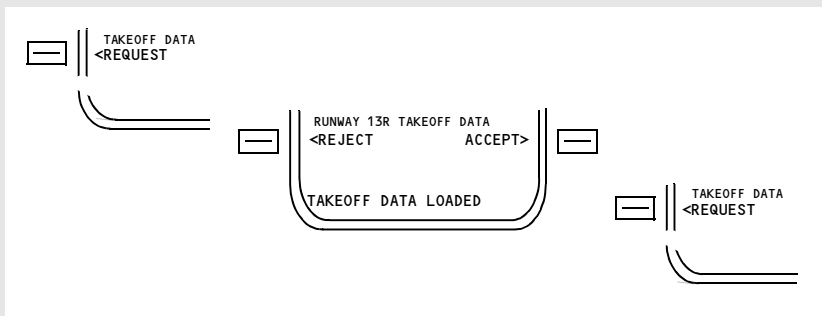 TAKEOFF DATA
<REQUEST
RUNWAY 13R TAKEOFF DATA
<REJECT ACCEPT>
TAKEOFF DATA LOADED
TAKEOFF DATA
<REQUEST